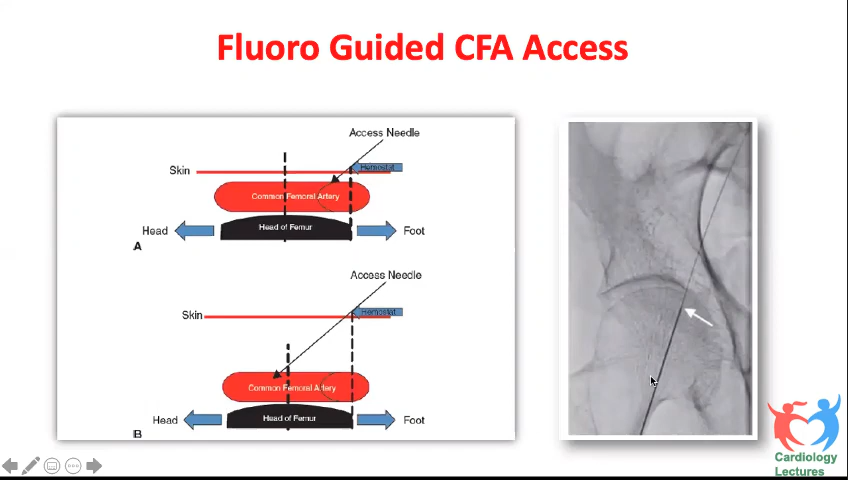 Fluoro Guided CFA Access
Access Needle
Hemostat
Skin
Common Femoral Artery
Head
Head of Femur
Foot
A
Access Needle
Hemostat
Skin
Common Femoral Artery
Head
Head of Femur
Foot
B
Cardiology
Lectures